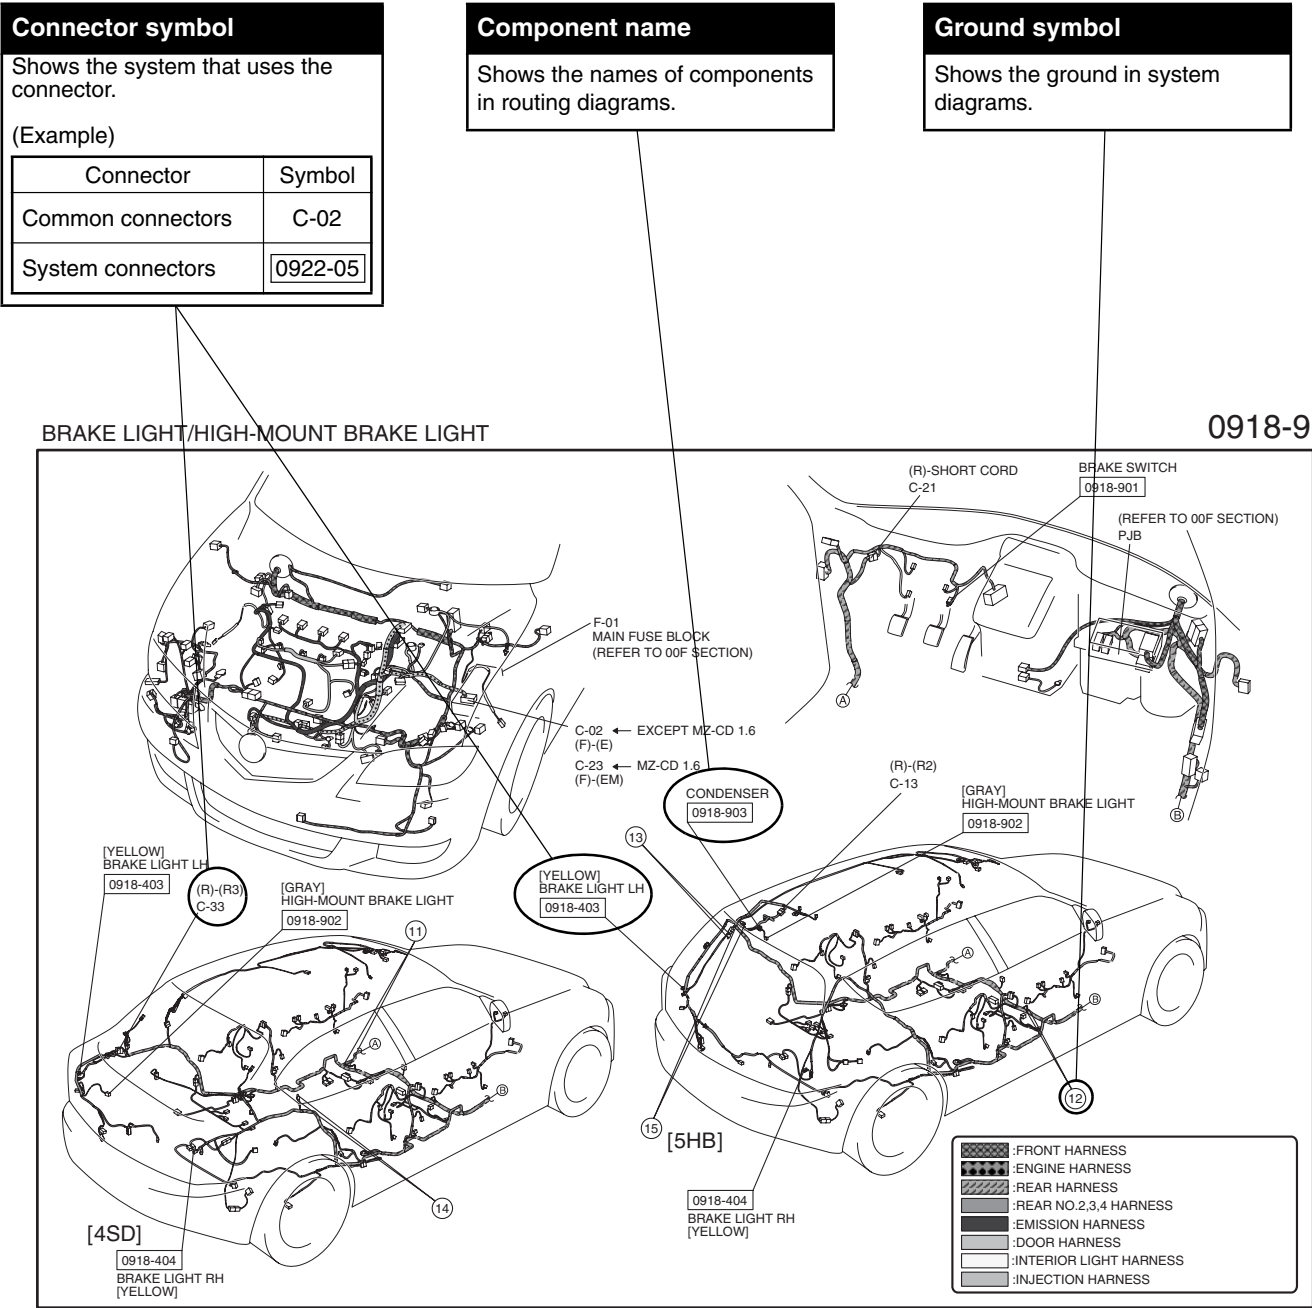 Connector symbol
Shows the system that uses the
connector.
(Example)
Connector Symbol
Common connectors C-02
System connectors 0922-05
Component name
Shows the names of components
in routing diagrams.
Ground symbol
Shows the ground in system
diagrams.
BRAKE LIGHT/HIGH-MOUNT BRAKE LIGHT
0918-9
(R)-SHORT CORD
C-21
BRAKE SWITCH
0918-901
(REFER TO 00F SECTION)
PJB
F-01
MAIN FUSE BLOCK
(REFER TO 00F SECTION)
A
B
C-02 ← EXCEPT MZ-CD 1.6
(F)-(E)
C-23 ← MZ-CD 1.6
(F)-(EM)
CONDENSER
0918-903
(R)-(R2)
C-13
[GRAY]
HIGH-MOUNT BRAKE LIGHT
0918-902
13
[YELLOW]
BRAKE LIGHT LH
0918-403
(R)-(R3)
C-33
[GRAY]
HIGH-MOUNT BRAKE LIGHT
0918-902
11
[YELLOW]
BRAKE LIGHT LH
0918-403
A
B
A
B
12
15
[5HB]
14
[4SD]
0918-404
BRAKE LIGHT RH
[YELLOW]
0918-404
BRAKE LIGHT RH
[YELLOW]
:FRONT HARNESS
:ENGINE HARNESS
:REAR HARNESS
:REAR NO.2,3,4 HARNESS
:EMISSION HARNESS
:DOOR HARNESS
:INTERIOR LIGHT HARNESS
:INJECTION HARNESS